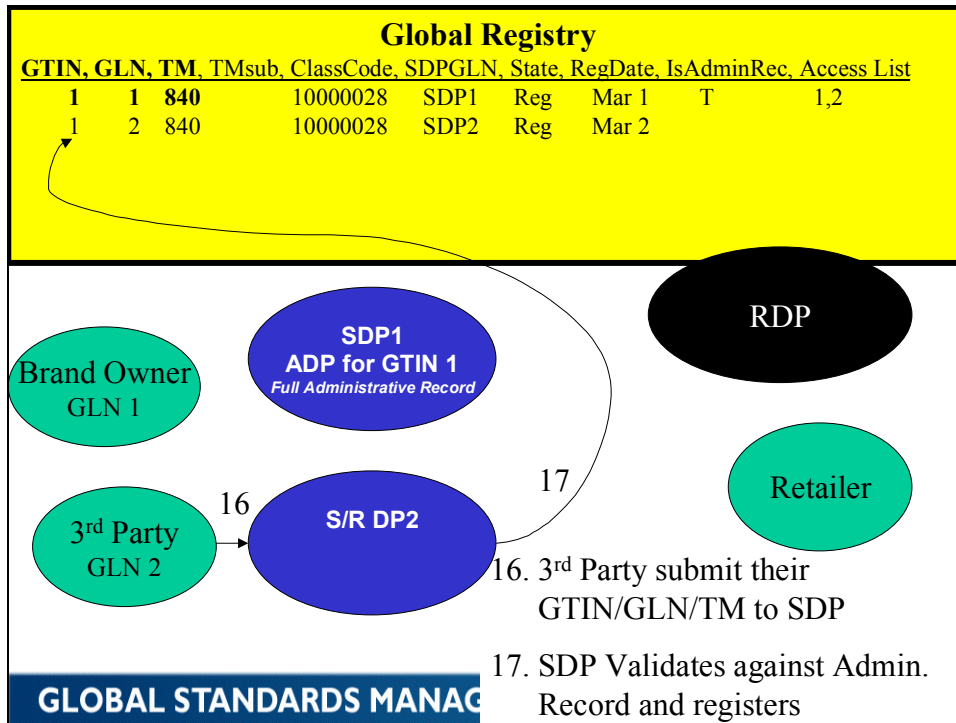 Global Registry
GTIN, GLN, TM, TMsub, ClassCode, SDPGLN, State, RegDate, IsAdminRec, Access List
1 1 840 10000028 SDP1 Reg Mar 1 T 1,2
1 2 840 10000028 SDP2 Reg Mar 2
RDP
SDP1
ADP for GTIN 1
Full Administrative Record
Brand Owner
GLN 1
16
17
Retailer
3rd Party
GLN 2
S/R DP2
16. 3rd Party submit their
GTIN/GLN/TM to SDP
17. SDP Validates against Admin.
Record and registers
GLOBAL STANDARDS MANAG